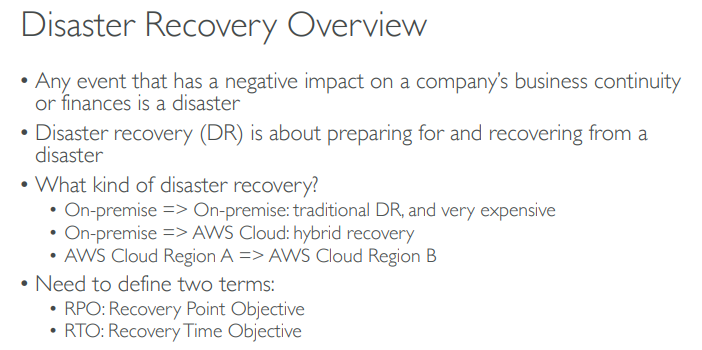 Disaster Recovery Overview
• Any event that has a negative impact on a company's business continuity
or finances is a disaster
• Disaster recovery (DR) is about preparing for and recovering from a
disaster
• What kind of disaster recovery?
• On-premise => On-premise: traditional DR, and very expensive
• On-premise => AWS Cloud: hybrid recovery
• AWS Cloud Region A => AWS Cloud Region B
• Need to define two terms:
• RPO: Recovery Point Objective
• RTO: Recovery Time Objective